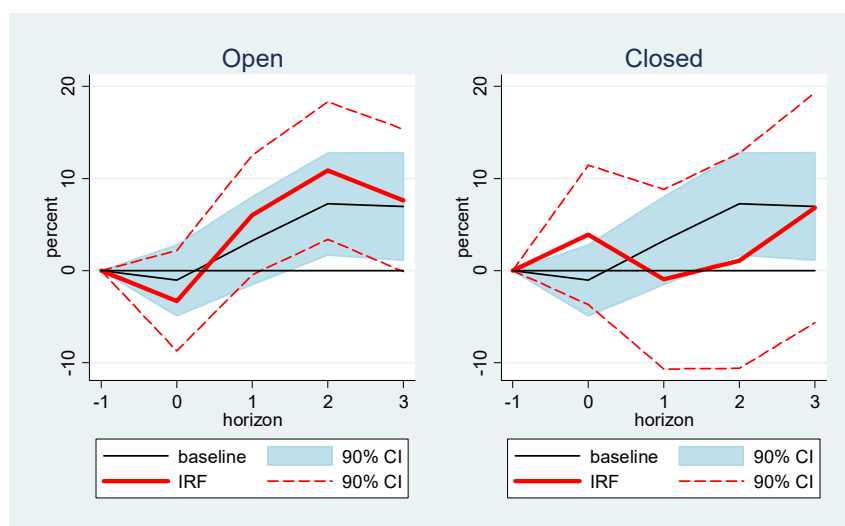 Open
20
10
0
-10
percent
-1 0 1 2 3
horizon
baseline 90% CI
IRF 90% CI
Closed
20
10
0
-10
percent
-1 0 1 2 3
horizon
baseline 90% CI
IRF 90% CI